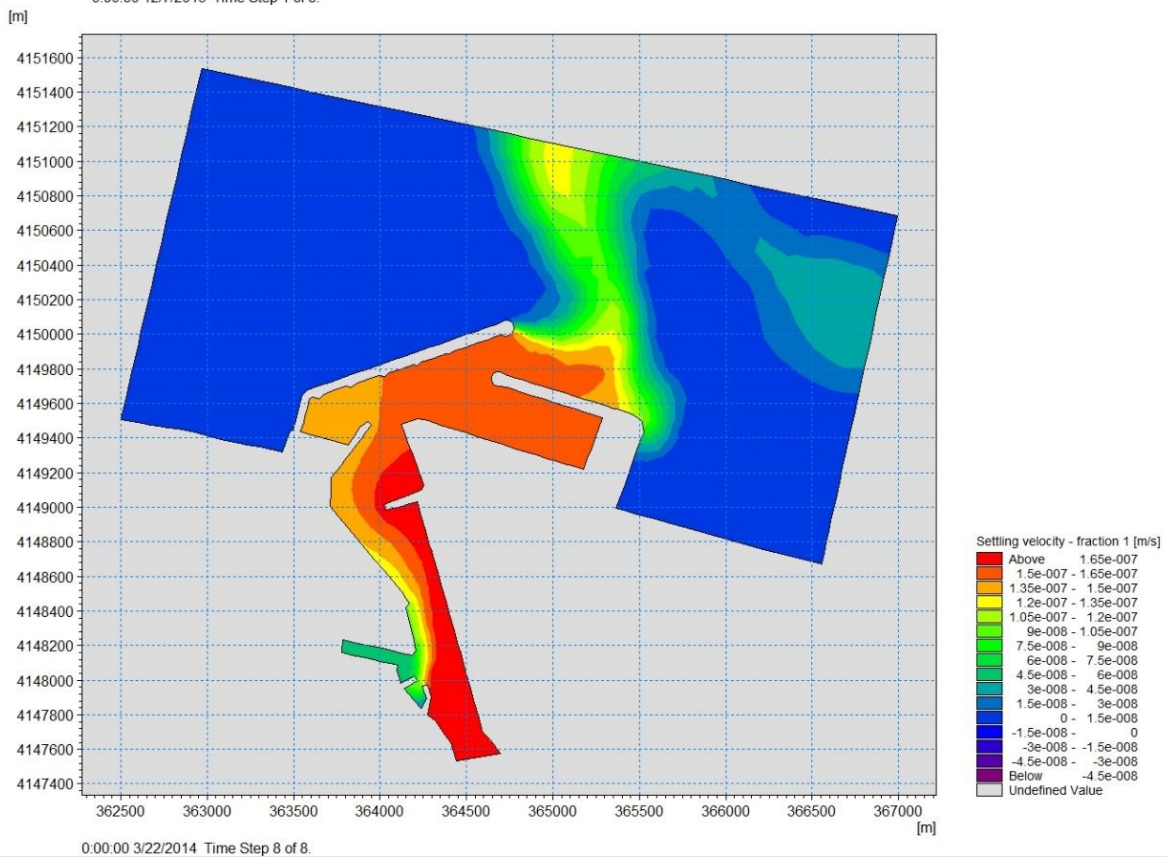 [m]
4151600
4151400
4151200
4151000
4150800
4150600
4150400
4150200
4150000
4149800
4149600
4149400
4149200
4149000
4148800
4148600
4148400
4148200
4148000
4147800
4147600
4147400
362500 363000 363500 364000 364500 365000 365500 366000 366500 367000
[m]
Settling velocity - fraction 1 [m/s]
Above 1.65e-007
1.5e-007 - 1.65e-007
1.35e-007 - 1.5e-007
1.2e-007 - 1.35e-007
1.05e-007 - 1.2e-007
9e-008 - 1.05e-007
7.5e-008 - 9e-008
6e-008 - 7.5e-008
4.5e-008 - 6e-008
3e-008 - 4.5e-008
1.5e-008 - 3e-008
0 - 1.5e-008
-1.5e-008 - 0
-3e-008 - -1.5e-008
-4.5e-008 - -3e-008
Below -4.5e-008
Undefined Value
0:00:00 3/22/2014 Time Step 8 of 8.